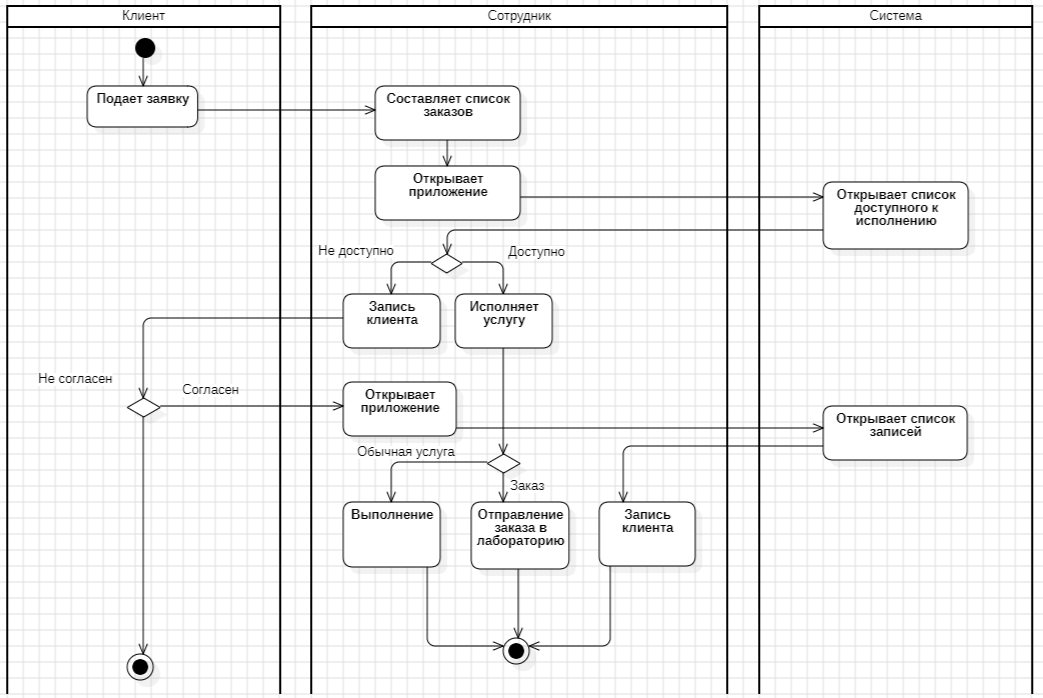 Клиент
Сотрудник
Система
Подает заявку
Составляет список
заказов
Открывает
приложение
Открывает список
доступного к
исполнению
Не доступно
Доступно
Запись
клиента
Исполняет
услугу
Не согласен
Согласен
Открывает
приложение
Открывает список
записей
Обычная услуга
Заказ
Выполнение
Отправление
заказа в
лабораторию
Запись
клиента